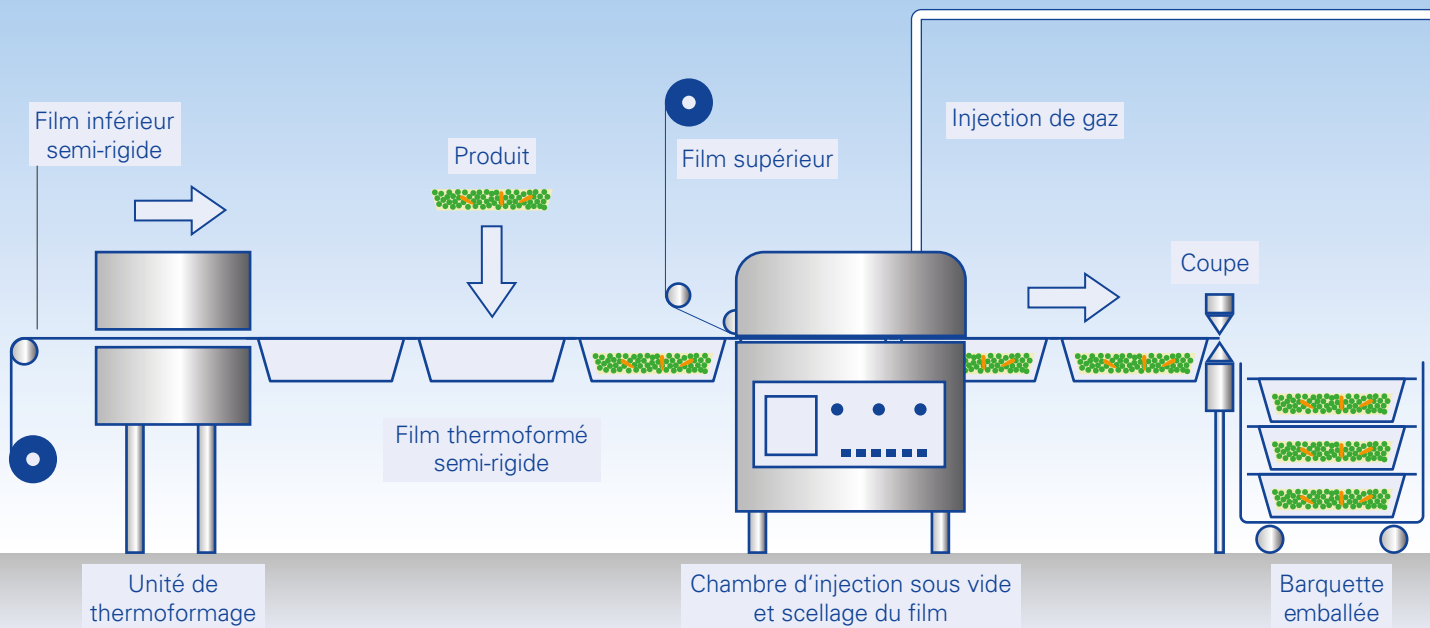 Film inférieur
semi-rigide
Produit
Film supérieur
Injection de gaz
Coupe
Film thermoformé
semi-rigide
Unité de
thermoformage
Chambre d‘injection sous vide
et scellage du film
Barquette
emballée